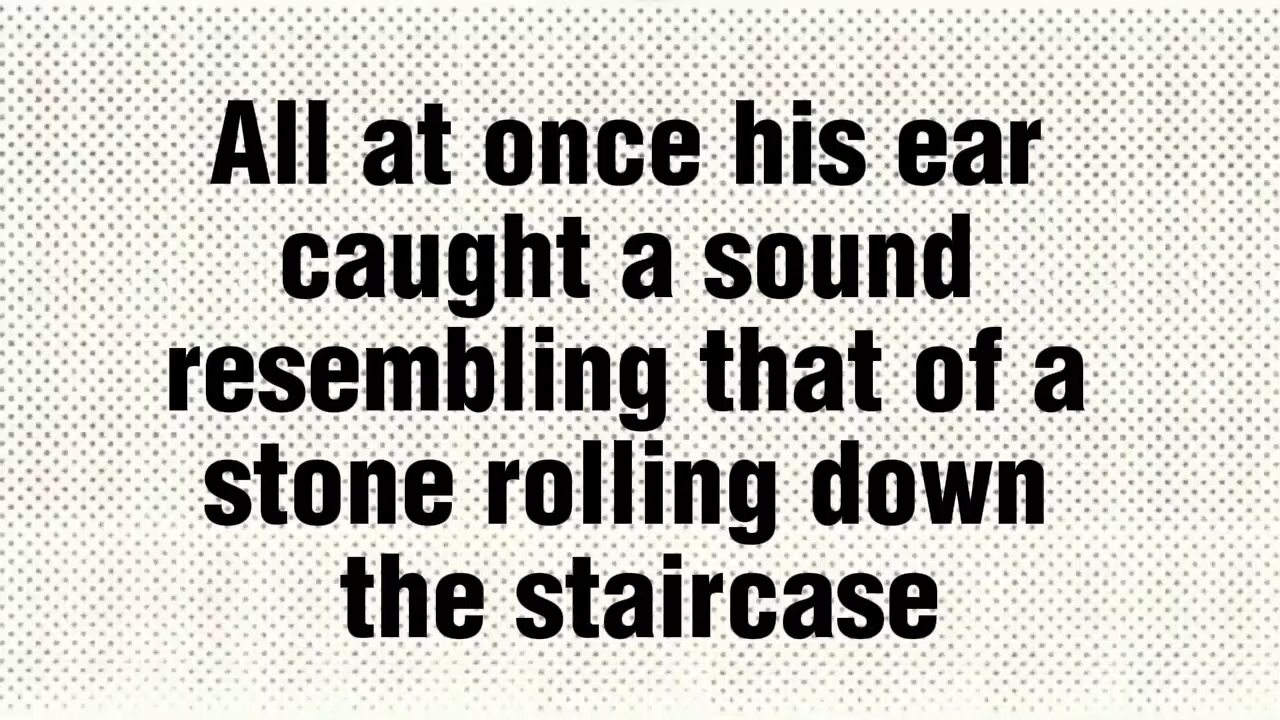 All at once his ear
caught a sound
resembling that of a
stone rolling down
the staircase